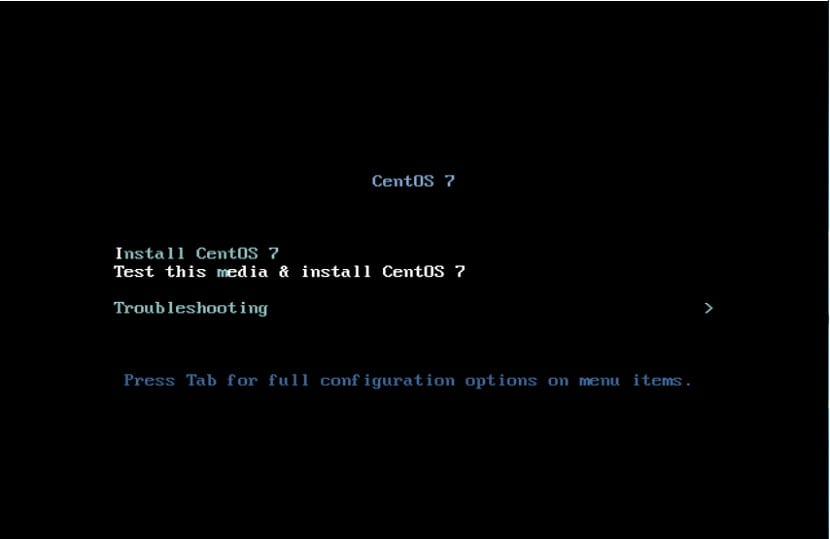 CentOS 7
Install CentOS 7
Test this media & install CentOS 7
Troubleshooting >
Press Tab for full configuration options on menu items.